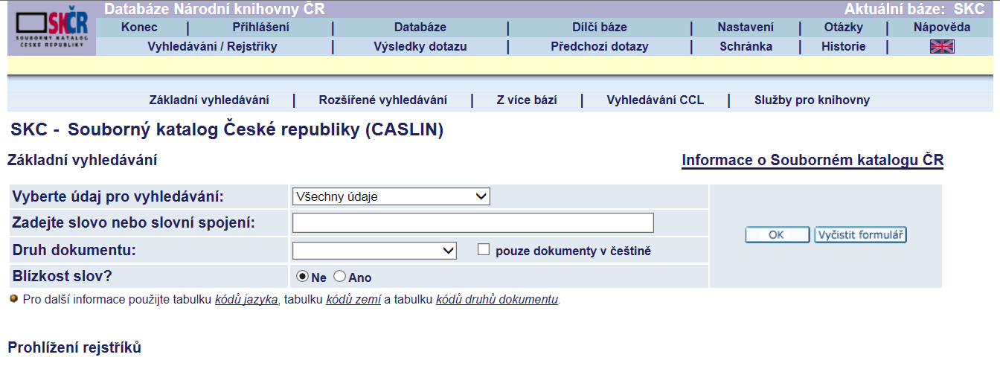 SKČR
SOUBORNÝ KATALOG
ČESKÉ REPUBLIKY
Databáze Národní knihovny ČR
Aktuální báze: SKC
Konec | Přihlášení | Databáze | Dílčí báze | Nastavení | Otázky | Nápověda
Vyhledávání / Rejstříky | Výsledky dotazu | Předchozí dotazy | Schránka | Historie |
Základní vyhledávání | Rozšířené vyhledávání | Z více bází | Vyhledávání CCL | Služby pro knihovny
SKC - Souborný katalog České republiky (CASLIN)
Základní vyhledávání
Informace o Souborném katalogu ČR
Vyberte údaj pro vyhledávání: Všechny údaje
Zadejte slovo nebo slovní spojení:
OK Vyčistit formulář
Druh dokumentu: pouze dokumenty v češtině
Blízkost slov? Ne Ano
Pro další informace použijte tabulku kódů jazyka, tabulku kódů zemí a tabulku kódů druhů dokumentu.
Prohlížení rejstříků